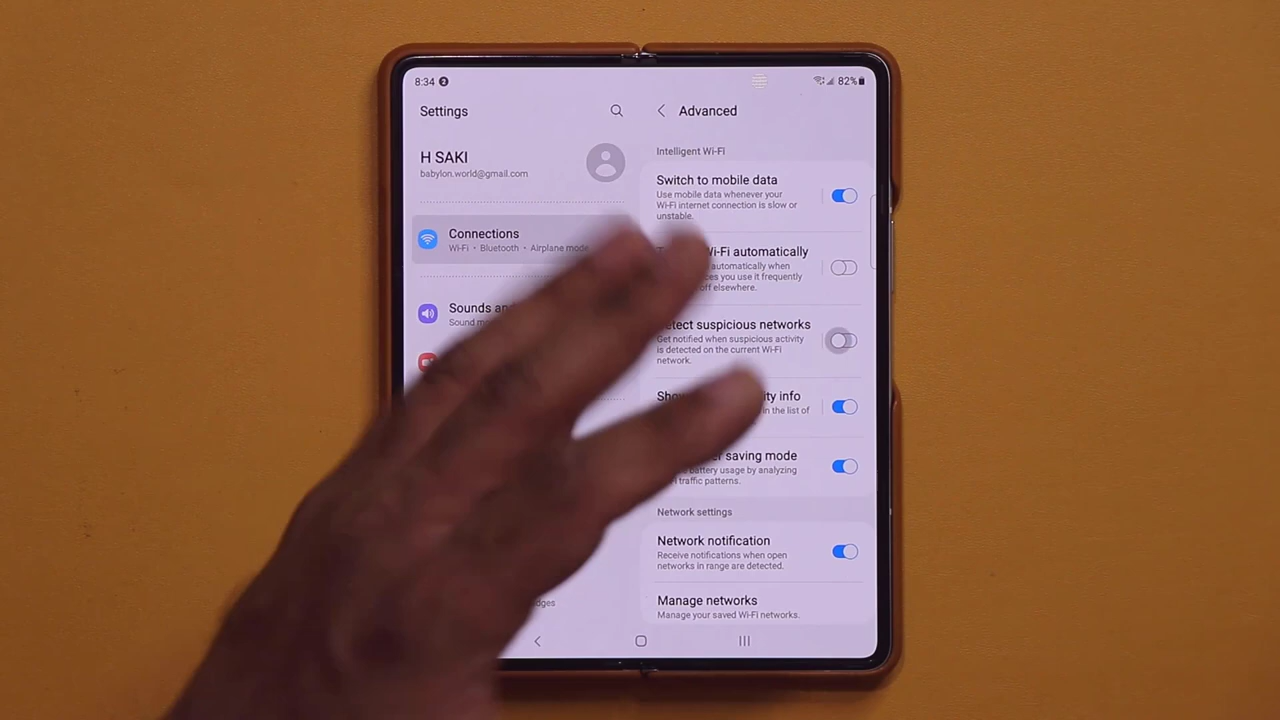 8:34
82%
Settings
Advanced
H SAKI
babylon.world@gmail.com
Connections
Wi-Fi • Bluetooth • Airplane mode
Sounds
Sound
Intelligent Wi-Fi
Switch to mobile data
Use mobile data whenever your
Wi-Fi internet connection is slow or
unstable.
Wi-Fi automatically
automatically when
you use it frequently
off elsewhere.
suspicious networks
Get notified when suspicious activity
is detected on the current Wi-Fi
network.
info
in the list of
saving mode
battery usage by analyzing
traffic patterns.
Network settings
Network notification
Receive notifications when open
networks in range are detected.
Manage networks
Manage your saved Wi-Fi networks.